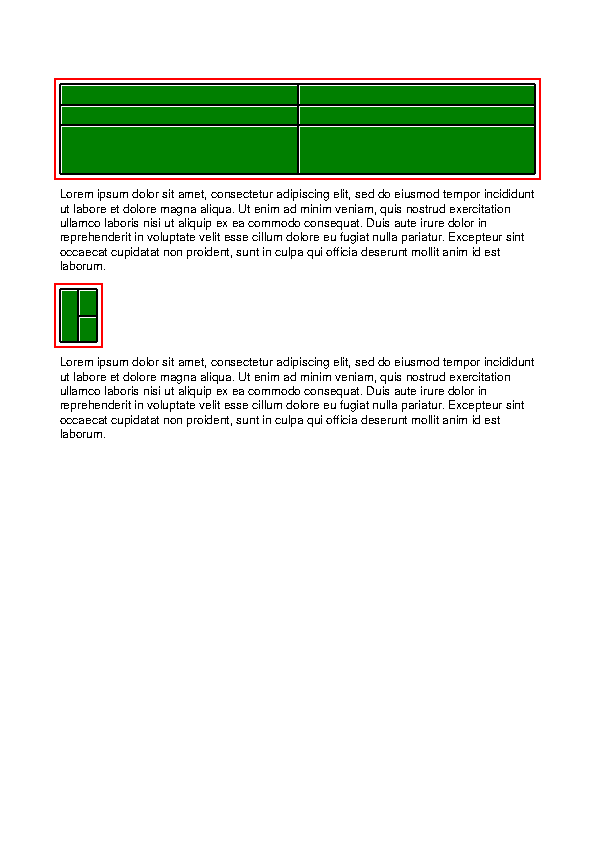 Lorem ipsum dolor sit amet, consectetur adipiscing elit, sed do eiusmod tempor incididunt
ut labore et dolore magna aliqua. Ut enim ad minim veniam, quis nostrud exercitation
ullamco laboris nisi ut aliquip ex ea commodo consequat. Duis aute irure dolor in
reprehenderit in voluptate velit esse cillum dolore eu fugiat nulla pariatur. Excepteur sint
occaecat cupidatat non proident, sunt in culpa qui officia deserunt mollit anim id est
laborum.
Lorem ipsum dolor sit amet, consectetur adipiscing elit, sed do eiusmod tempor incididunt
ut labore et dolore magna aliqua. Ut enim ad minim veniam, quis nostrud exercitation
ullamco laboris nisi ut aliquip ex ea commodo consequat. Duis aute irure dolor in
reprehenderit in voluptate velit esse cillum dolore eu fugiat nulla pariatur. Excepteur sint
occaecat cupidatat non proident, sunt in culpa qui officia deserunt mollit anim id est
laborum.